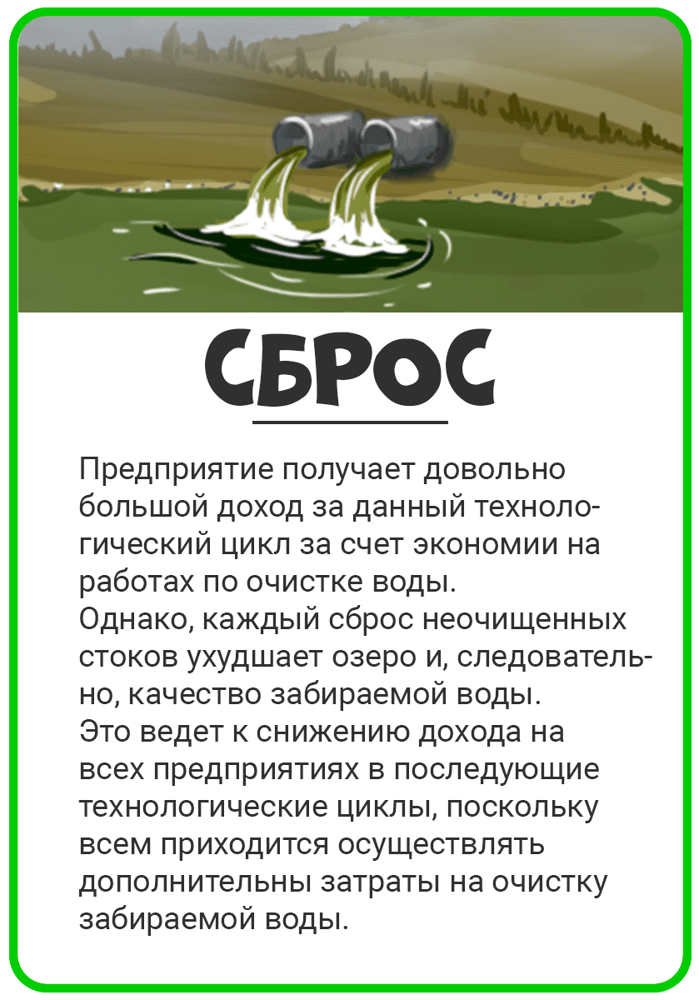 СБРОС
Предприятие получает довольно
большой доход за данный техноло-
гический цикл за счет экономии на
работах по очистке воды.
Однако, каждый сброс неочищенных
стоков ухудшает озеро и, следователь-
но, качество забираемой воды.
Это ведет к снижению дохода на
всех предприятиях в последующие
технологические циклы, поскольку
всем приходится осуществлять
дополнительны затраты на очистку
забираемой воды.